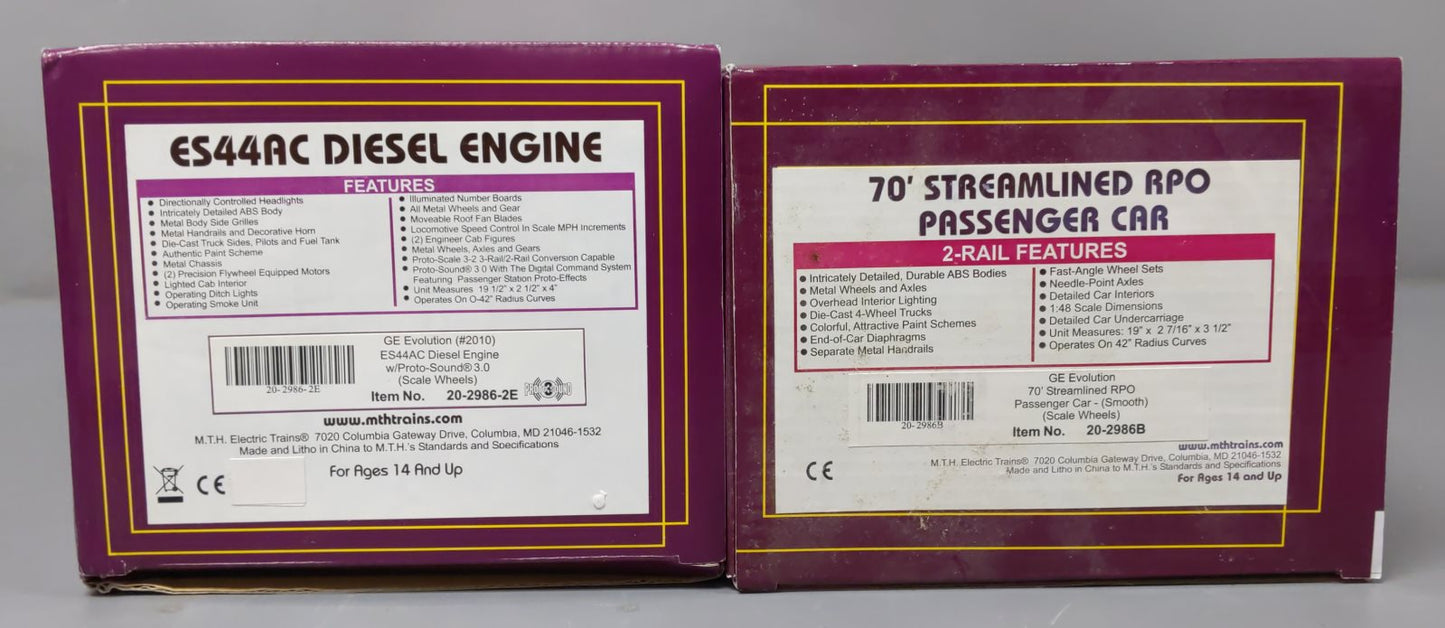 ES44AC DIESEL ENGINE
FEATURES
● Directionally Controlled Headlights
● Intricately Detailed ABS Body
● Metal Body Side Grilles
● Metal Handrails and Decorative Horn
● Die-Cast Truck Sides, Pilots and Fuel Tank
● Authentic Paint Scheme
● Metal Chassis
● (2) Precision Flywheel Equipped Motors
● Lighted Cab Interior
● Operating Ditch Lights
● Operating Smoke Unit
● Illuminated Number Boards
● All Metal Wheels and Gear
● Moveable Roof Fan Blades
● Locomotive Speed Control In Scale MPH Increments
● (2) Engineer Cab Figures
● Metal Wheels, Axles and Gears
● Proto-Scale 3-2 3-Rail/2-Rail Conversion Capable
● Proto-Sound® 3 0 With The Digital Command System
Featuring Passenger Station Proto-Effects
● Unit Measures 19 1/2" x 2 1/2" x 4"
● Operates On O-42" Radius Curves
GE Evolution (#2010)
ES44AC Diesel Engine
w/Proto-Sound® 3.0
(Scale Wheels)
20-2986-2E
Item No. 20-2986-2E
PROTO 3 SOUND
www.mthtrains.com
M.T.H. Electric Trains® 7020 Columbia Gateway Drive, Columbia, MD 21046-1532
Made and Litho in China to M.T.H.'s Standards and Specifications
CE
For Ages 14 And Up
70' STREAMLINED RPO
PASSENGER CAR
2-RAIL FEATURES
● Intricately Detailed, Durable ABS Bodies
● Metal Wheels and Axles
● Overhead Interior Lighting
● Die-Cast 4-Wheel Trucks
● Colorful, Attractive Paint Schemes
● End-of-Car Diaphragms
● Separate Metal Handrails
● Fast-Angle Wheel Sets
● Needle-Point Axles
● Detailed Car Interiors
● 1:48 Scale Dimensions
● Detailed Car Undercarriage
● Unit Measures: 19" x 2 7/16" x 3 1/2"
● Operates On 42" Radius Curves
GE Evolution
70' Streamlined RPO
Passenger Car - (Smooth)
(Scale Wheels)
20-2986B
Item No. 20-2986B
www.mthtrains.com
M.T.H. Electric Trains® 7020 Columbia Gateway Drive, Columbia, MD 21046-1532
Made and Litho in China to M.T.H.'s Standards and Specifications
CE
For Ages 14 and Up